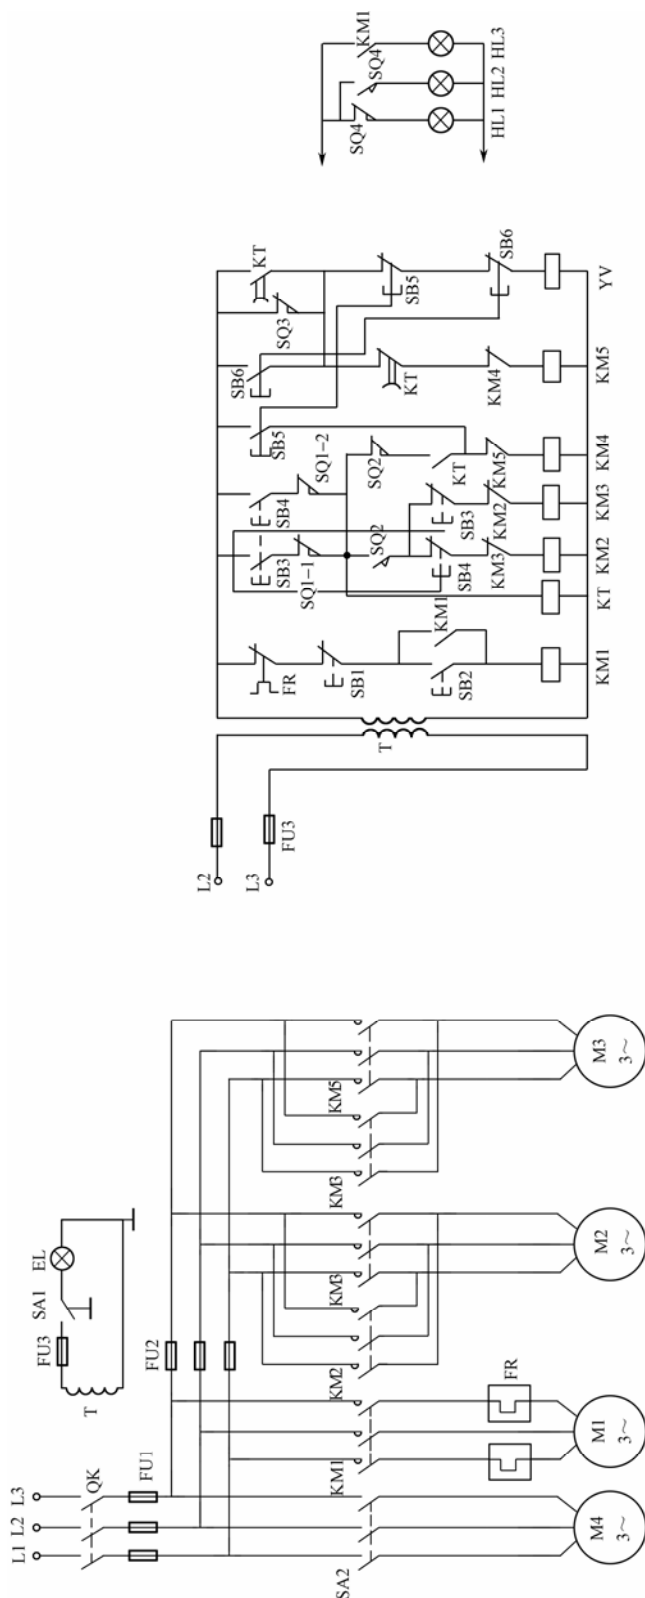 L1
L2
L3
QK
FU1
T
FU3
SA1
EL
FU2
SA2
KM1
KM2
KM3
KM3
KM5
FR
M4
3～
M1
3～
M2
3～
M3
3～
L2
L3
FU3
T
FR
SB1
SB2
KM1
KM1
KT
SB3
SQ1-1
SB4
SQ1-2
SQ2
SQ2
SB4
SB3
KM3
KM2
KM2
KM3
KT
KM5
KM4
SB5
SB6
KT
KM4
KM5
SQ3
KT
SB5
SB6
YV
SQ4
SQ4
KM1
HL1
HL2
HL3